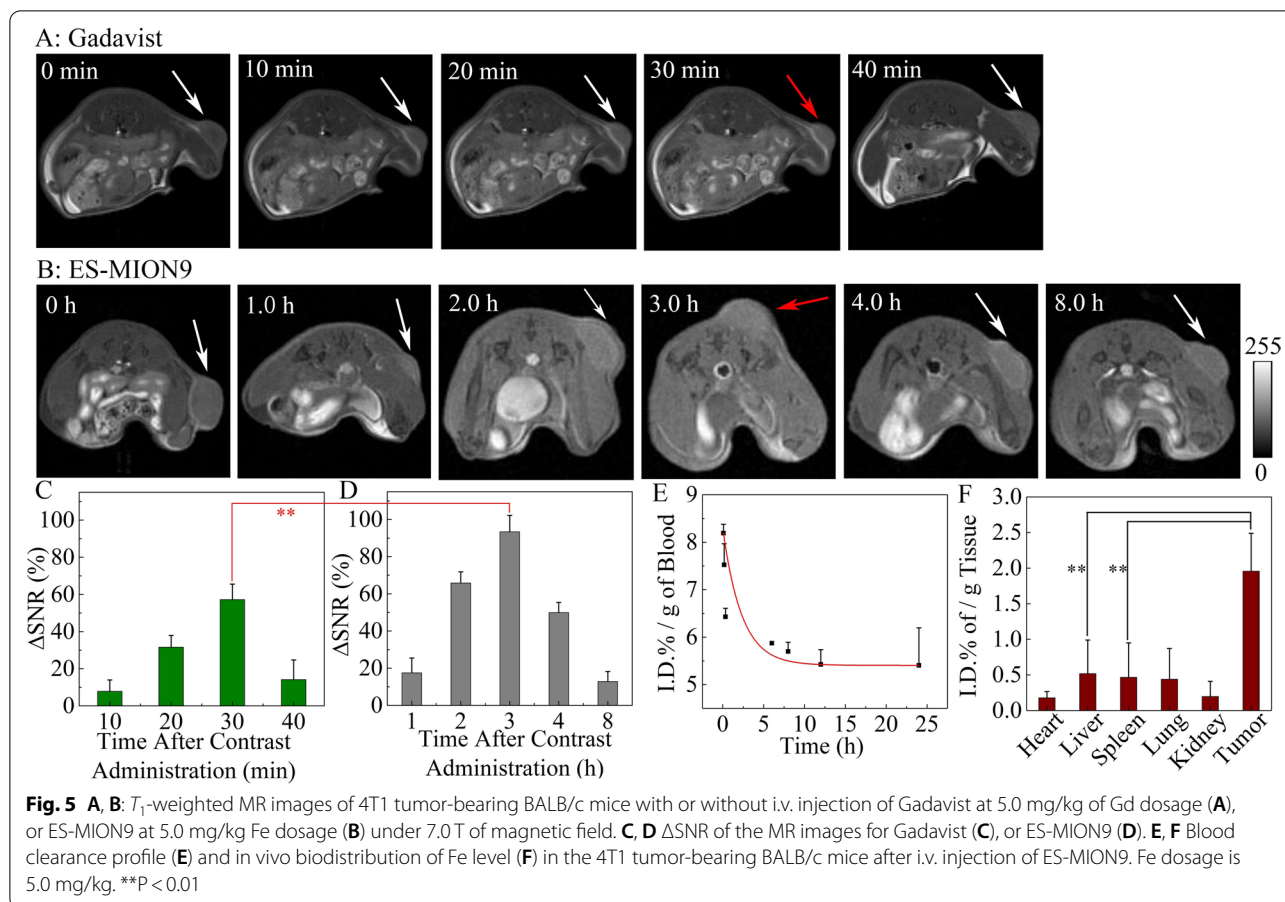 A: Gadavist
0 min
10 min
20 min
30 min
40 min
B: ES-MION9
0 h
1.0 h
2.0 h
3.0 h
4.0 h
8.0 h
255
0
C
ΔSNR (%)
100
80
60
40
20
0
10 20 30 40
Time After Contrast
Administration (min)
**
D
ΔSNR (%)
100
80
60
40
20
0
1 2 3 4 8
Time After Contrast
Administration (h)
E
I.D.% / g of Blood
9
8
7
6
5
0 5 10 15 20 25
Time (h)
F
I.D.% of / g Tissue
3.0
2.5
2.0
1.5
1.0
0.5
0.0
** **
Heart Liver Spleen Lung Kidney Tumor
Fig. 5 A, B: T₁-weighted MR images of 4T1 tumor-bearing BALB/c mice with or without i.v. injection of Gadavist at 5.0 mg/kg of Gd dosage (A),
or ES-MION9 at 5.0 mg/kg Fe dosage (B) under 7.0 T of magnetic field. C, D ΔSNR of the MR images for Gadavist (C), or ES-MION9 (D). E, F Blood
clearance profile (E) and in vivo biodistribution of Fe level (F) in the 4T1 tumor-bearing BALB/c mice after i.v. injection of ES-MION9. Fe dosage is
5.0 mg/kg. **P < 0.01